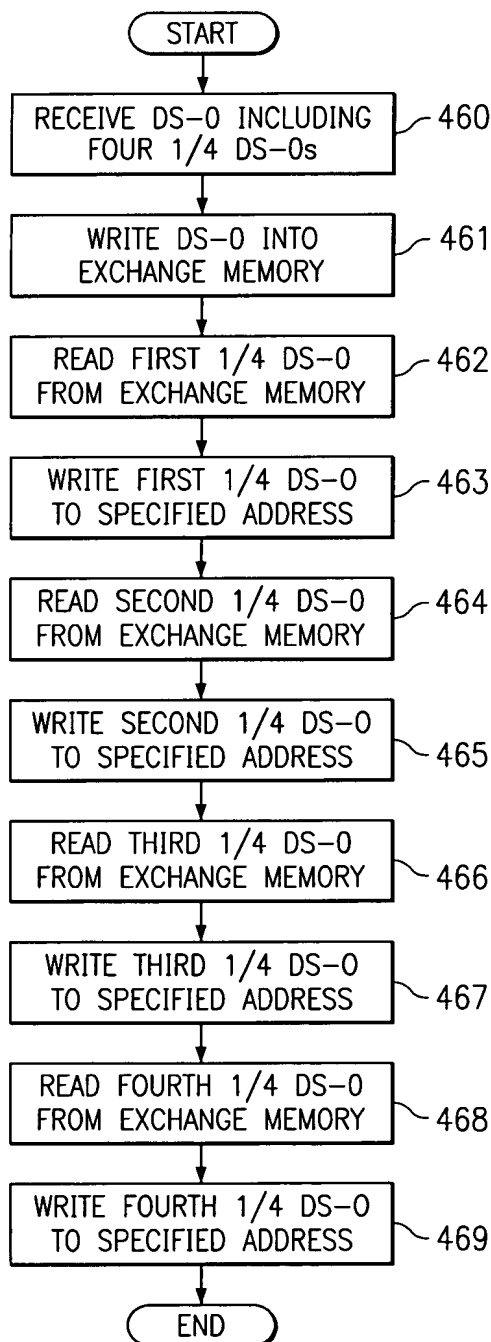 START
RECEIVE DS-0 INCLUDING
FOUR 1/4 DS-0s
460
WRITE DS-0 INTO
EXCHANGE MEMORY
461
READ FIRST 1/4 DS-0
FROM EXCHANGE MEMORY
462
WRITE FIRST 1/4 DS-0
TO SPECIFIED ADDRESS
463
READ SECOND 1/4 DS-0
FROM EXCHANGE MEMORY
464
WRITE SECOND 1/4 DS-0
TO SPECIFIED ADDRESS
465
READ THIRD 1/4 DS-0
FROM EXCHANGE MEMORY
466
WRITE THIRD 1/4 DS-0
TO SPECIFIED ADDRESS
467
READ FOURTH 1/4 DS-0
FROM EXCHANGE MEMORY
468
WRITE FOURTH 1/4 DS-0
TO SPECIFIED ADDRESS
469
END